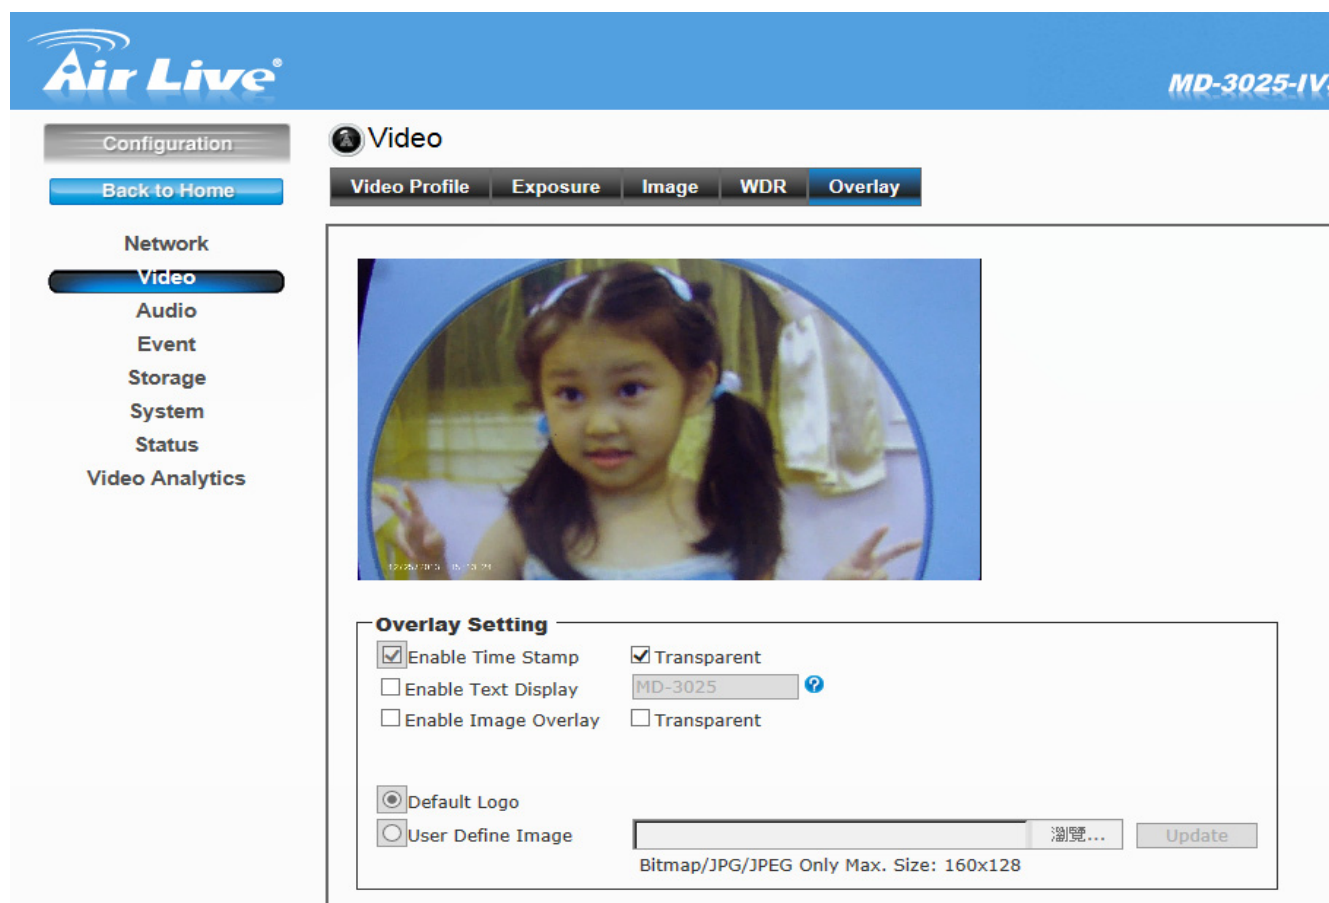 Air Live®
MD-3025-IV
Configuration
Back to Home
Network
Video
Audio
Event
Storage
System
Status
Video Analytics
Video
Video Profile
Exposure
Image
WDR
Overlay
Overlay Setting
Enable Time Stamp
Transparent
Enable Text Display
MD-3025
?
Enable Image Overlay
Transparent
Default Logo
User Define Image
瀏覽...
Update
Bitmap/JPG/JPEG Only Max. Size: 160x128